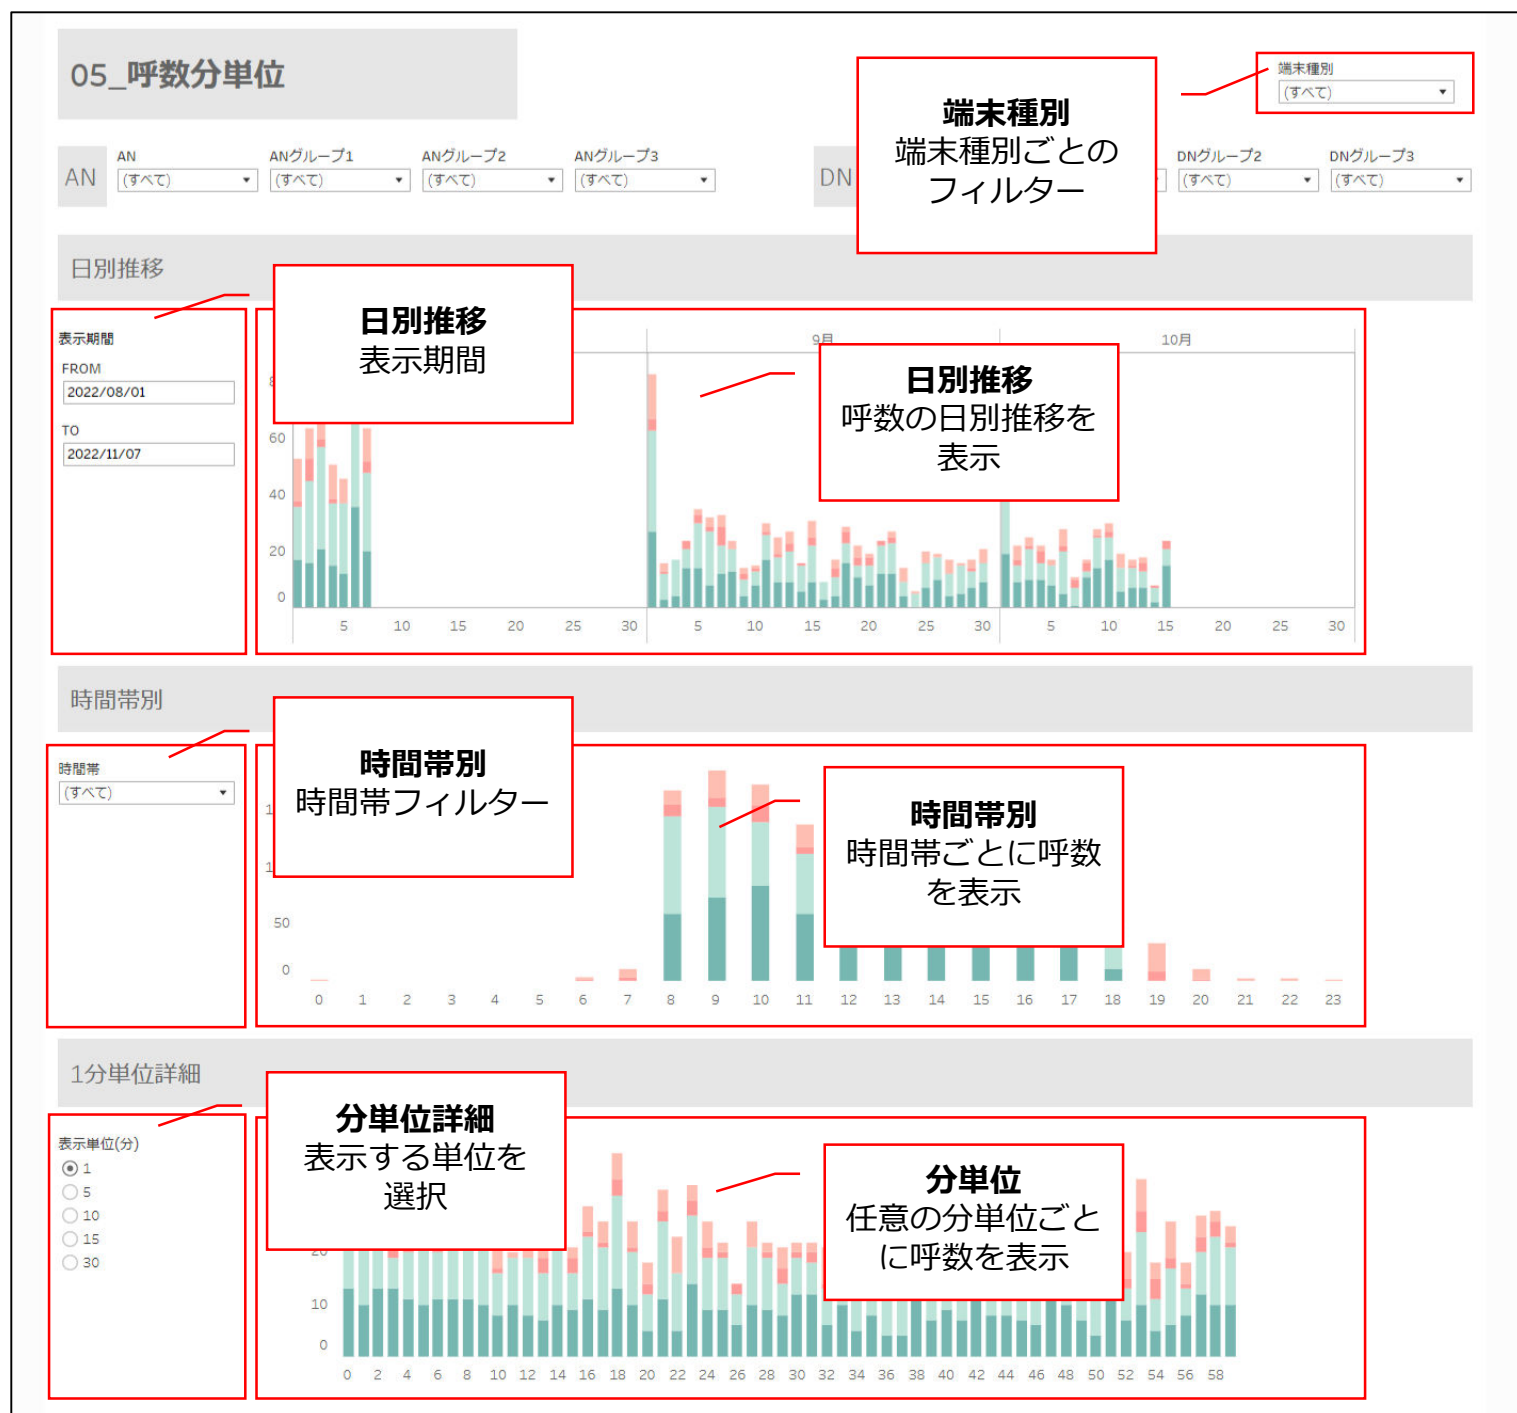 05_呼数分単位
端末種別
(すべて)
端末種別
端末種別ごとの
フィルター
AN
AN
(すべて)
ANグループ1
(すべて)
ANグループ2
(すべて)
ANグループ3
(すべて)
DN
DNグループ2
(すべて)
DNグループ3
(すべて)
日別推移
日別推移
表示期間
表示期間
FROM
2022/08/01
TO
2022/11/07
9月
10月
日別推移
呼数の日別推移を
表示
60
40
20
0
5 10 15 20 25 30 5 10 15 20 25 30 5 10 15 20 25 30
時間帯別
時間帯別
時間帯フィルター
時間帯
(すべて)
時間帯別
時間帯ごとに呼数
を表示
50
0
0 1 2 3 4 5 6 7 8 9 10 11 12 13 14 15 16 17 18 19 20 21 22 23
1分単位詳細
分単位詳細
表示する単位を
選択
表示単位(分)
1
5
10
15
30
分単位
任意の分単位ごと
に呼数を表示
20
10
0
0 2 4 6 8 10 12 14 16 18 20 22 24 26 28 30 32 34 36 38 40 42 44 46 48 50 52 54 56 58